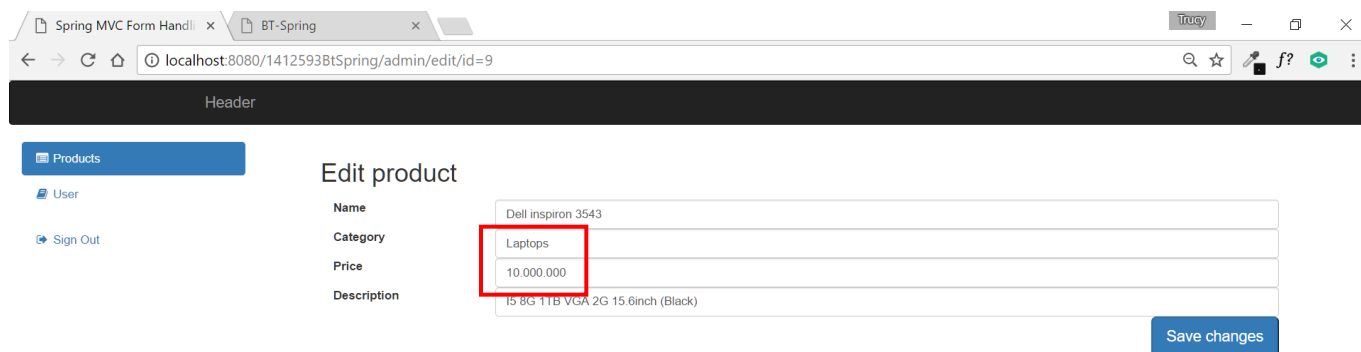 Spring MVC Form Handli
BT-Spring
Trucy
localhost:8080/1412593BtSpring/admin/edit/id=9
f?
Header
Products
User
Sign Out
Edit product
Name
Dell inspiron 3543
Category
Laptops
Price
10.000.000
Description
I5 8G 1TB VGA 2G 15.6inch (Black)
Save changes